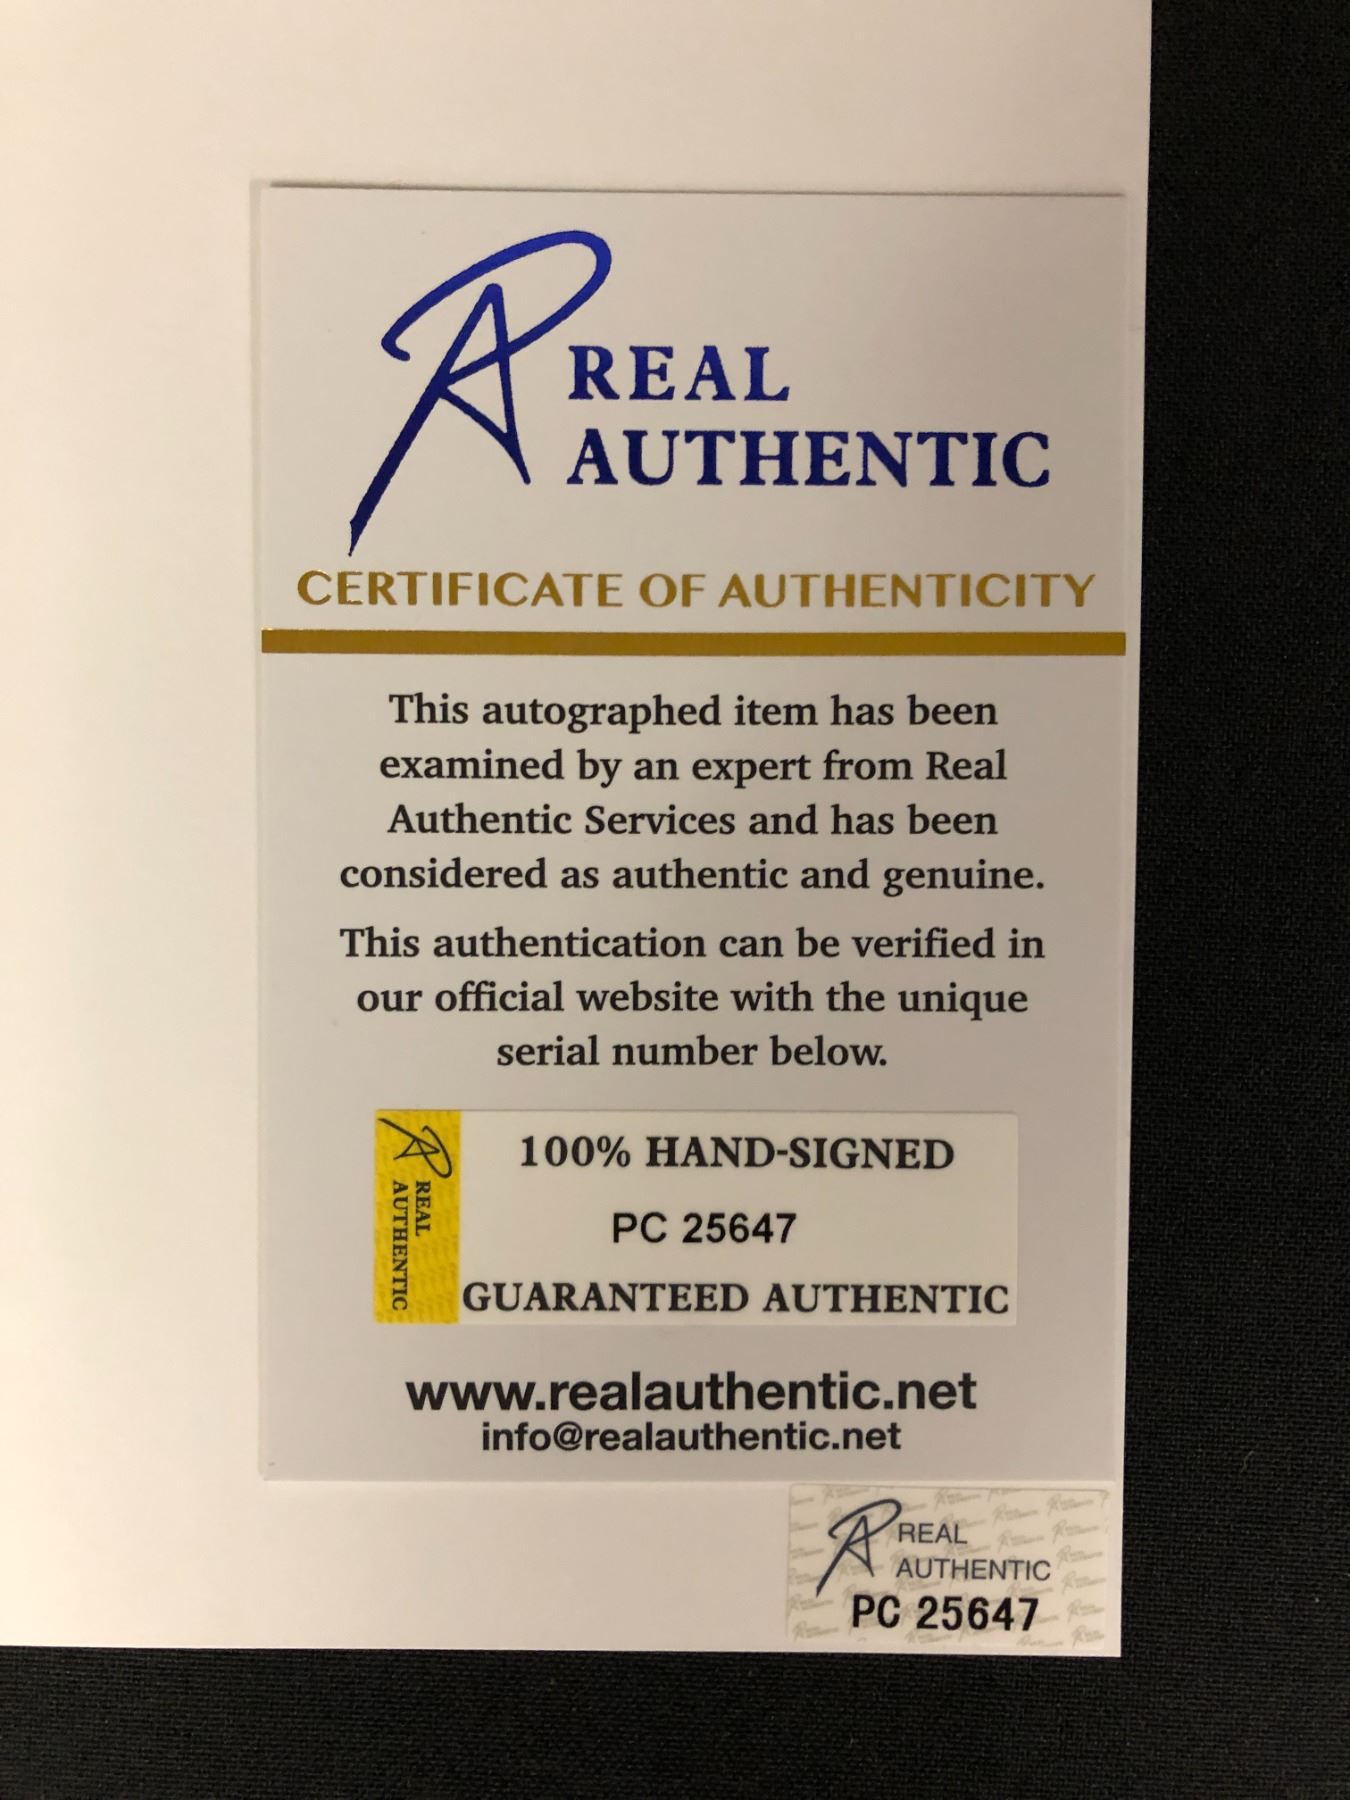 REAL
AUTHENTIC
CERTIFICATE OF AUTHENTICITY
This autographed item has been
examined by an expert from Real
Authentic Services and has been
considered as authentic and genuine.
This authentication can be verified in
our official website with the unique
serial number below.
REAL
AUTHENTIC
100% HAND-SIGNED
PC 25647
GUARANTEED AUTHENTIC
www.realauthentic.net
info@realauthentic.net
REAL
AUTHENTIC
PC 25647